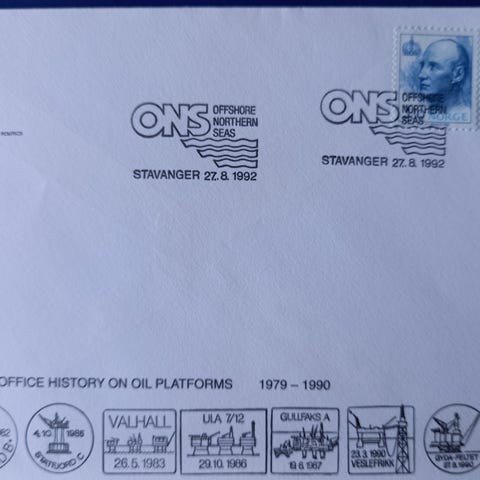 ONS OFFSHORE
NORTHERN
SEAS
STAVANGER 27.8.1992
ONS OFFSHORE
NORTHERN
SEAS
STAVANGER 27.8.1992
NORGE
OFFICE HISTORY ON OIL PLATFORMS 1979 – 1990
4.10 1985
STATFJORD C
VALHALL
26.5.1983
ULA 7/12
29.10.1986
GULLFAKS A
19.6.1987
23.3.1990
VESLEFRIKK
GYDA-FELTET